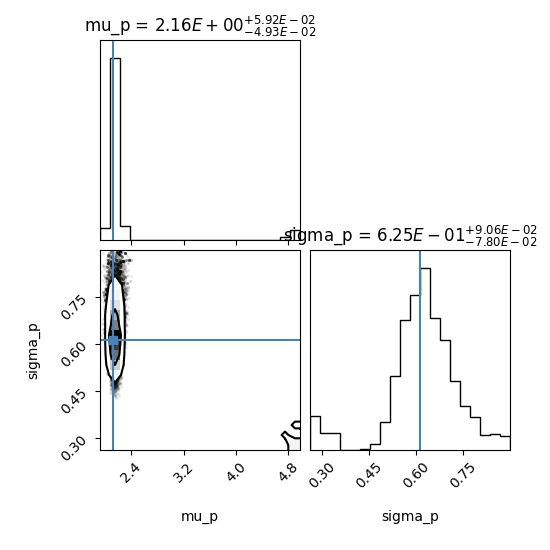 mu_p = 2.16E+00+5.92E-02 -4.93E-02
sigma_p = 6.25E-01+9.06E-02 -7.80E-02
sigma_p
0.75
0.60
0.45
0.30
2.4 3.2 4.0 4.8
0.30 0.45 0.60 0.75
mu_p
sigma_p